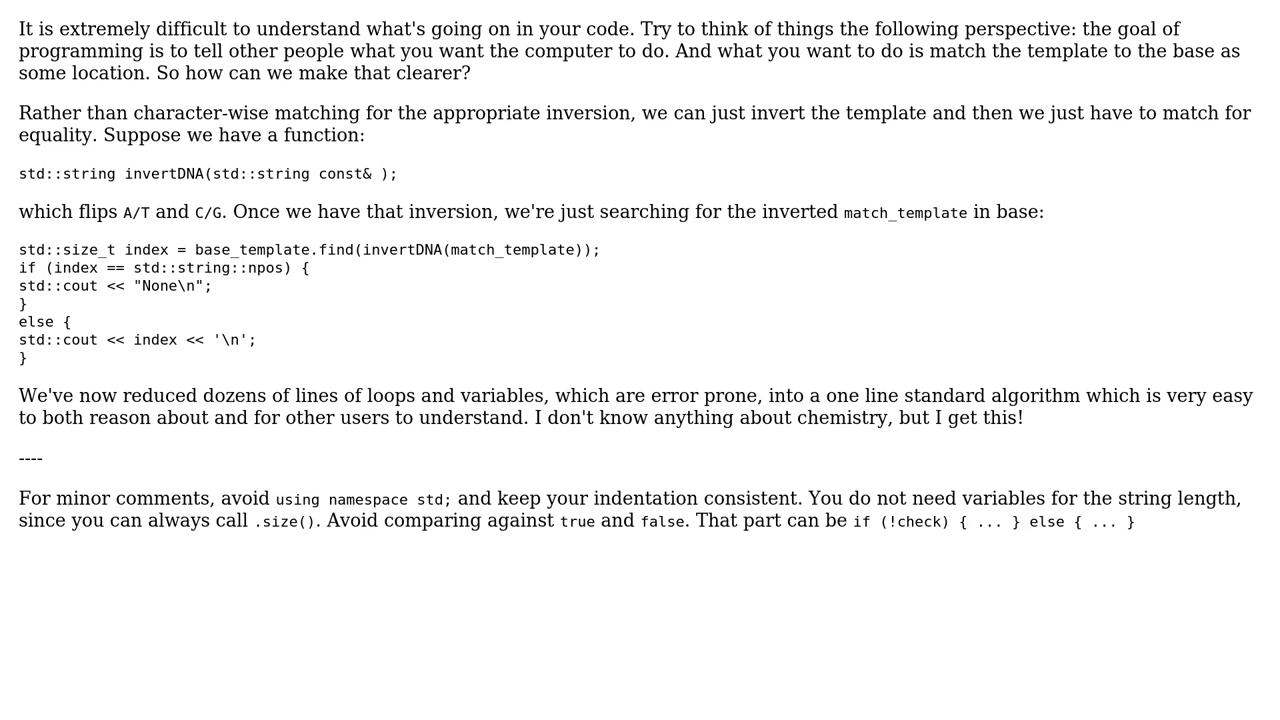 It is extremely difficult to understand what's going on in your code. Try to think of things the following perspective: the goal of
programming is to tell other people what you want the computer to do. And what you want to do is match the template to the base as
some location. So how can we make that clearer?
Rather than character-wise matching for the appropriate inversion, we can just invert the template and then we just have to match for
equality. Suppose we have a function:
std::string invertDNA(std::string const& );
which flips A/T and C/G. Once we have that inversion, we're just searching for the inverted match_template in base:
std::size_t index = base_template.find(invertDNA(match_template));
if (index == std::string::npos) {
std::cout << "None\n";
}
else {
std::cout << index << '\n';
}
We've now reduced dozens of lines of loops and variables, which are error prone, into a one line standard algorithm which is very easy
to both reason about and for other users to understand. I don't know anything about chemistry, but I get this!
----
For minor comments, avoid using namespace std; and keep your indentation consistent. You do not need variables for the string length,
since you can always call .size(). Avoid comparing against true and false. That part can be if (!check) { ... } else { ... }